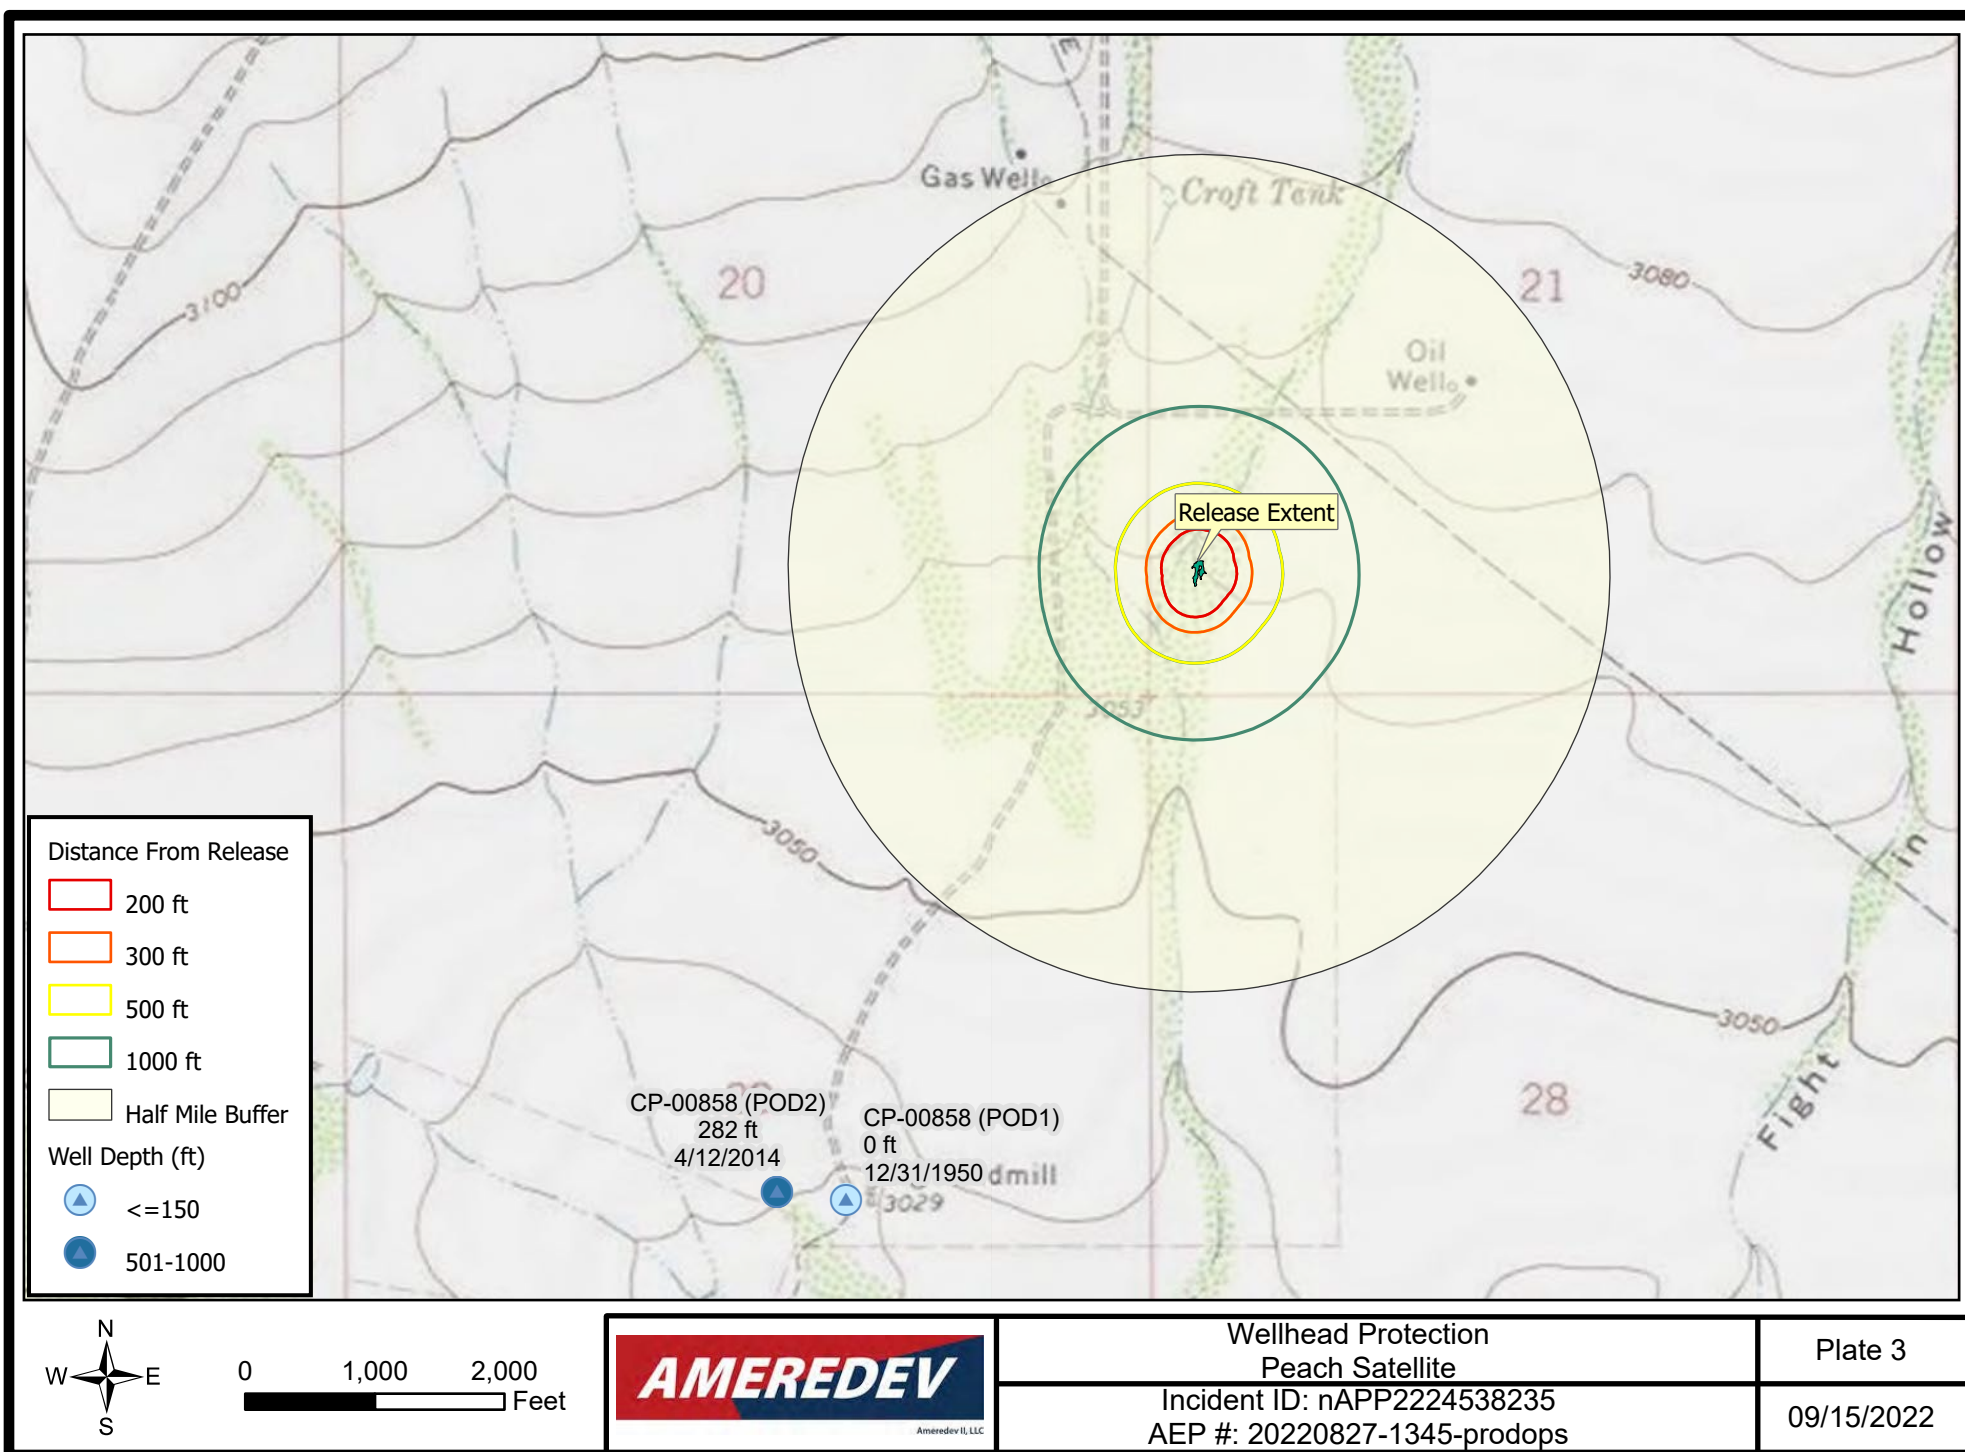 Gas Well
Croft Tank
20
21
3100
3080
Oil
Well
Release Extent
Hollow
3053
3050
in
3050
Fight
28
CP-00858 (POD2)
282 ft
4/12/2014
CP-00858 (POD1)
0 ft
12/31/1950
dmill
3029
Distance From Release
200 ft
300 ft
500 ft
1000 ft
Half Mile Buffer
Well Depth (ft)
<=150
501-1000
N
W E
S
0 1,000 2,000
Feet
AMEREDEV
Ameredev II, LLC
Wellhead Protection
Peach Satellite
Incident ID: nAPP2224538235
AEP #: 20220827-1345-prodops
Plate 3
09/15/2022